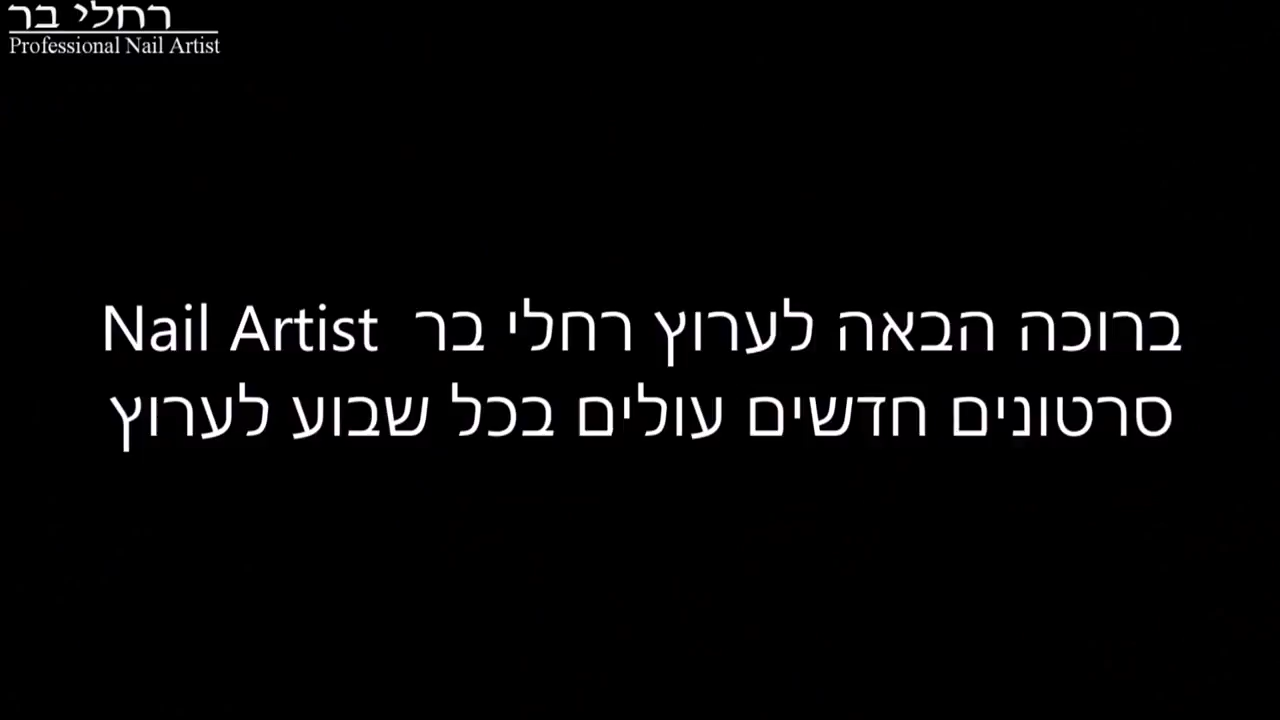 רחלי בר
Professional Nail Artist
ברוכה הבאה לערוץ רחלי בר Nail Artist
סרטונים חדשים עולים בכל שבוע לערוץ